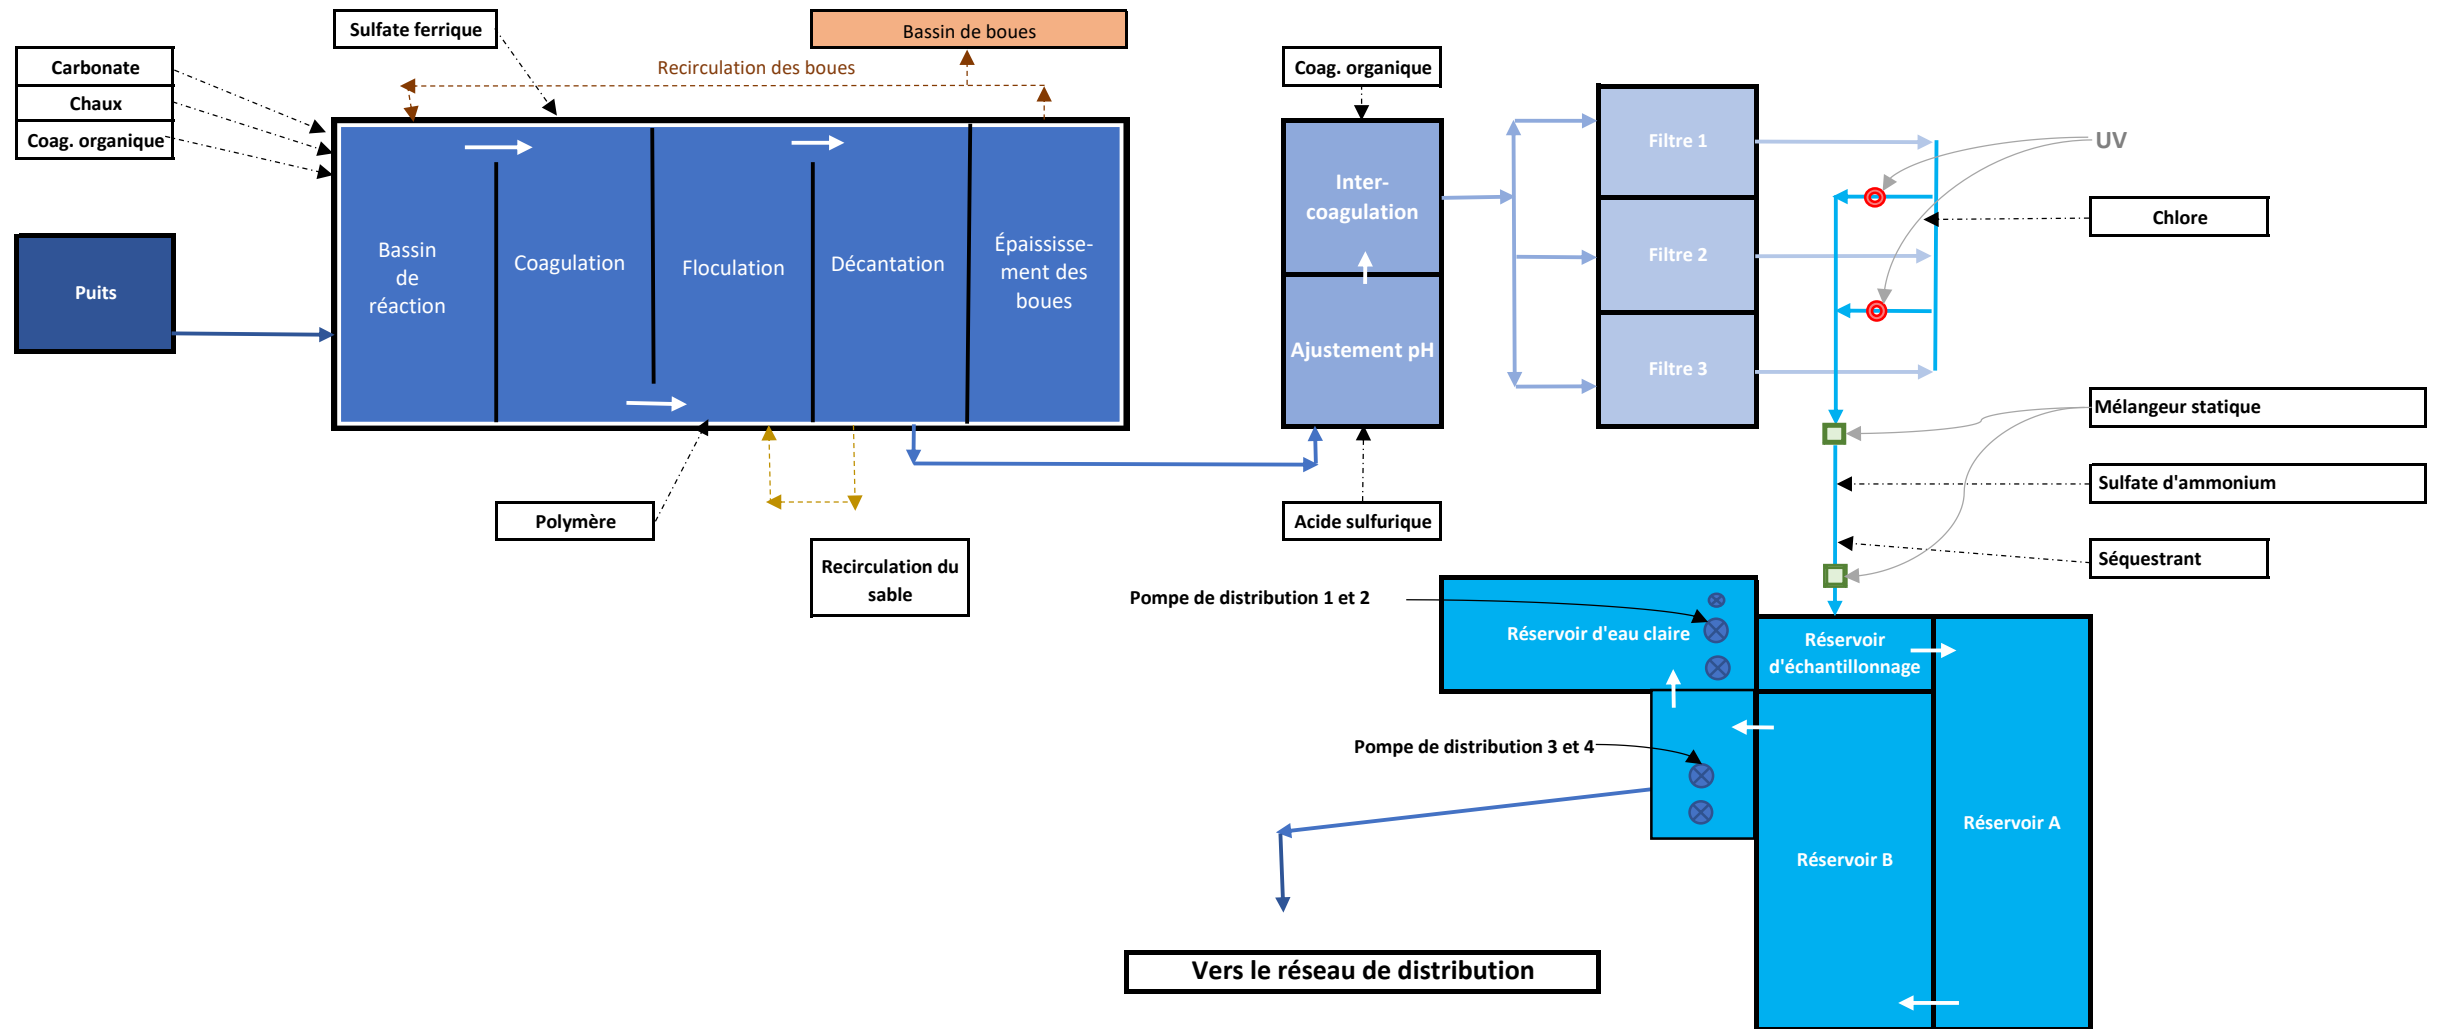 Sulfate ferrique
Bassin de boues
Carbonate
Chaux
Coag. organique
Recirculation des boues
Coag. organique
Puits
Bassin
de
réaction
Coagulation
Floculation
Décantation
Épaississe-
ment des
boues
Inter-
coagulation
Ajustement pH
Filtre 1
Filtre 2
Filtre 3
UV
Chlore
Mélangeur statique
Sulfate d'ammonium
Séquestrant
Polymère
Recirculation du
sable
Acide sulfurique
Pompe de distribution 1 et 2
Réservoir d'eau claire
Réservoir
d'échantillonnage
Pompe de distribution 3 et 4
Réservoir A
Réservoir B
Vers le réseau de distribution